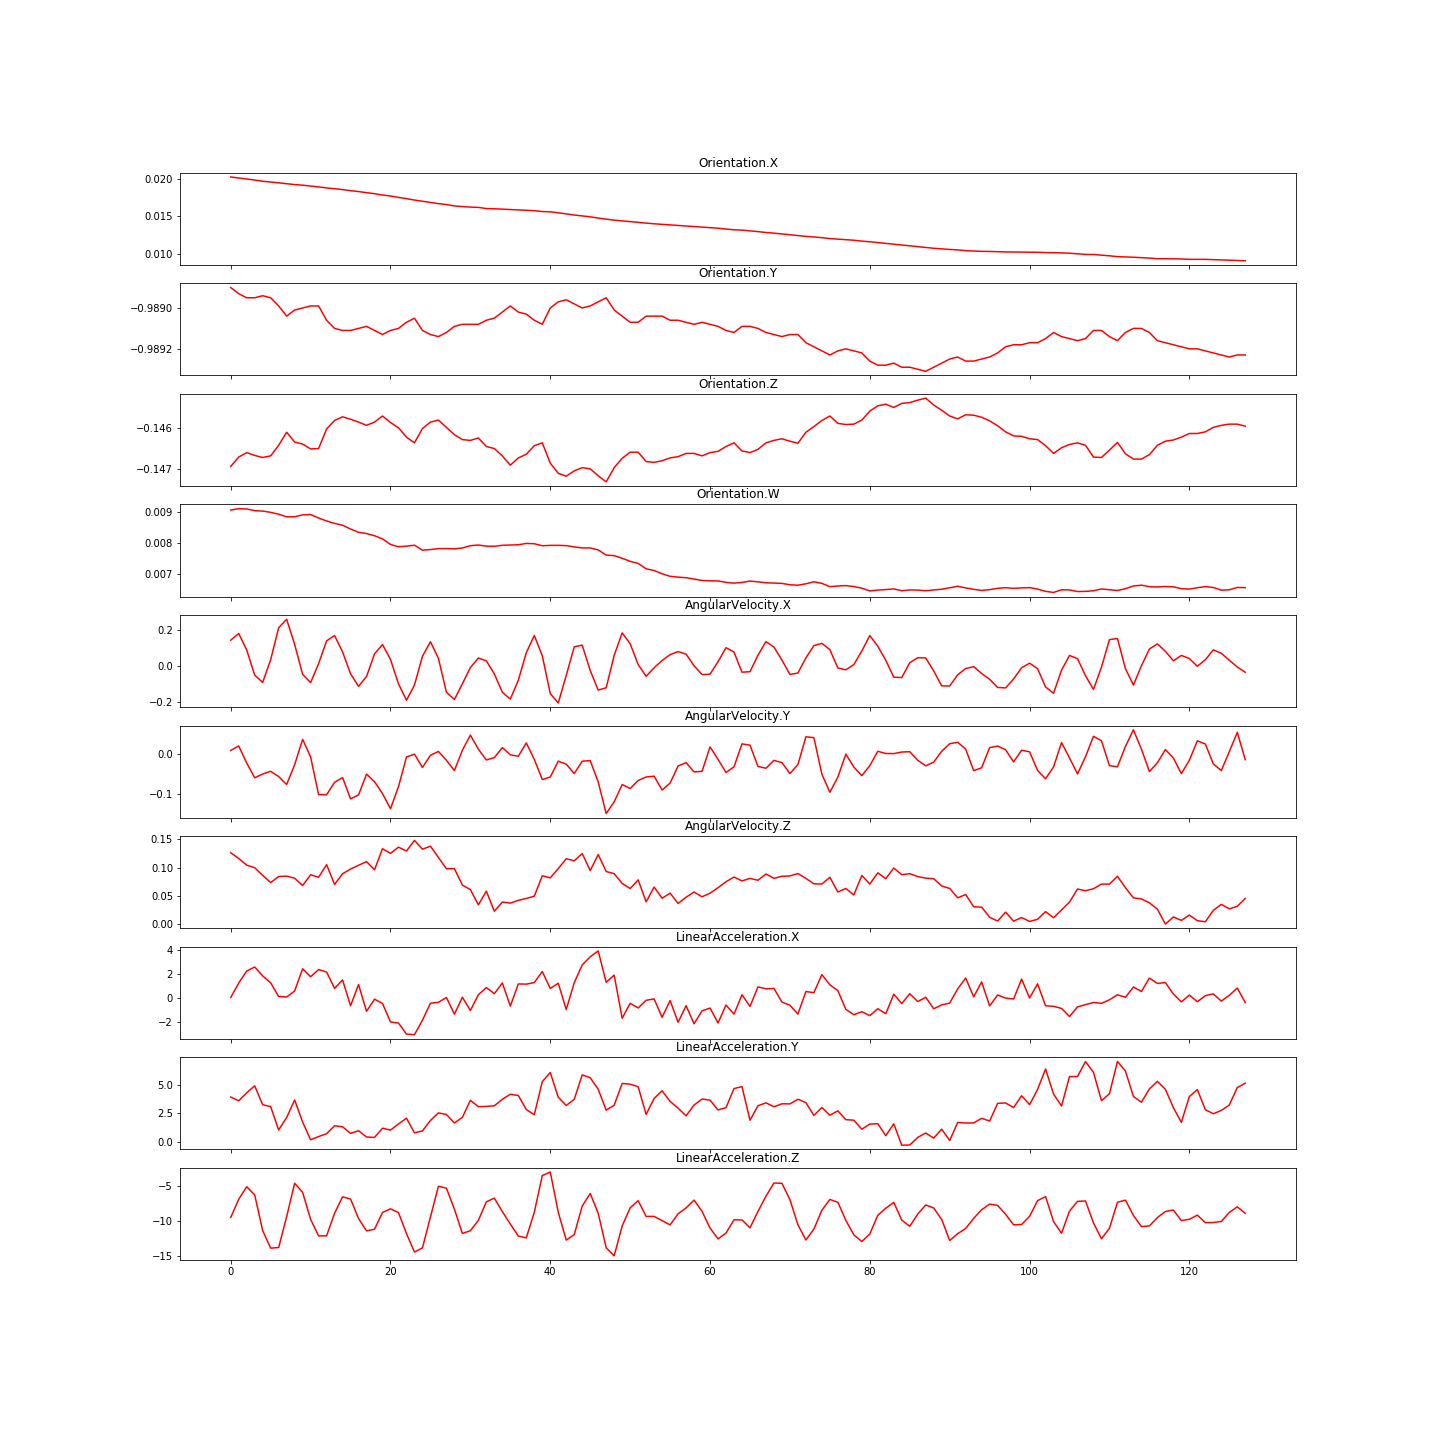 Orientation.X
0.020
0.015
0.010
Orientation.Y
−0.9890
−0.9892
Orientation.Z
−0.146
−0.147
Orientation.W
0.009
0.008
0.007
AngularVelocity.X
0.2
0.0
−0.2
AngularVelocity.Y
0.0
−0.1
AngularVelocity.Z
0.15
0.10
0.05
0.00
LinearAcceleration.X
4
2
0
−2
LinearAcceleration.Y
5.0
2.5
0.0
LinearAcceleration.Z
−5
−10
−15
0 20 40 60 80 100 120